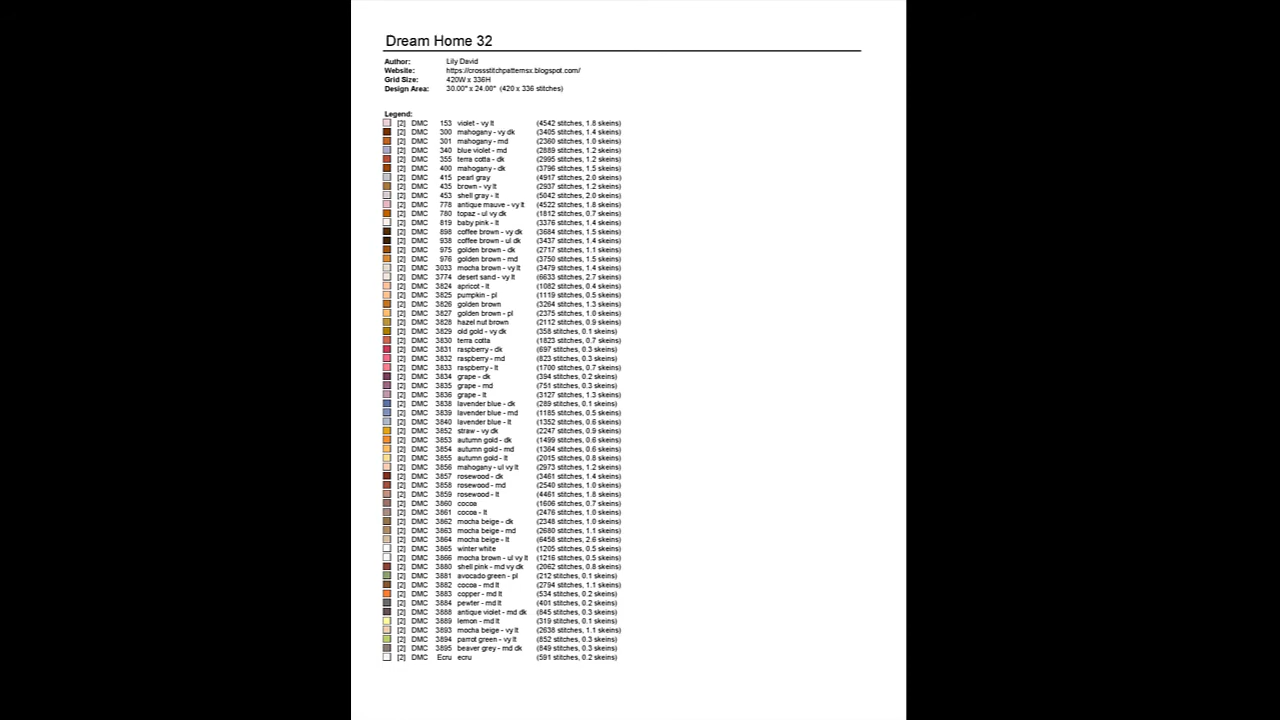 Dream Home 32
Author: Lily David
Website: https://crossstitchpatternsx.blogspot.com/
Grid Size: 420W x 336H
Design Area: 30.00" x 24.00" (420 x 336 stitches)
Legend:
[2] DMC 153 violet - vy lt (4542 stitches, 1.8 skeins)
[2] DMC 300 mahogany - vy dk (3405 stitches, 1.4 skeins)
[2] DMC 301 mahogany - md (2360 stitches, 1.0 skeins)
[2] DMC 340 blue violet - md (2889 stitches, 1.2 skeins)
[2] DMC 355 terra cotta - dk (2995 stitches, 1.2 skeins)
[2] DMC 400 mahogany - dk (3796 stitches, 1.5 skeins)
[2] DMC 415 pearl gray (4917 stitches, 2.0 skeins)
[2] DMC 435 brown - vy lt (2937 stitches, 1.2 skeins)
[2] DMC 453 shell gray - lt (5042 stitches, 2.0 skeins)
[2] DMC 778 antique mauve - vy lt (4522 stitches, 1.8 skeins)
[2] DMC 780 topaz - ul vy dk (1812 stitches, 0.7 skeins)
[2] DMC 819 baby pink - lt (3376 stitches, 1.4 skeins)
[2] DMC 898 coffee brown - vy dk (3684 stitches, 1.5 skeins)
[2] DMC 938 coffee brown - ul dk (3437 stitches, 1.4 skeins)
[2] DMC 975 golden brown - dk (2717 stitches, 1.1 skeins)
[2] DMC 976 golden brown - md (3750 stitches, 1.5 skeins)
[2] DMC 3033 mocha brown - vy lt (3479 stitches, 1.4 skeins)
[2] DMC 3774 desert sand - vy lt (6633 stitches, 2.7 skeins)
[2] DMC 3824 apricot - lt (1082 stitches, 0.4 skeins)
[2] DMC 3825 pumpkin - pl (1119 stitches, 0.5 skeins)
[2] DMC 3826 golden brown (3264 stitches, 1.3 skeins)
[2] DMC 3827 golden brown - pl (2375 stitches, 1.0 skeins)
[2] DMC 3828 hazel nut brown (2112 stitches, 0.9 skeins)
[2] DMC 3829 old gold - vy dk (358 stitches, 0.1 skeins)
[2] DMC 3830 terra cotta (1823 stitches, 0.7 skeins)
[2] DMC 3831 raspberry - dk (697 stitches, 0.3 skeins)
[2] DMC 3832 raspberry - md (823 stitches, 0.3 skeins)
[2] DMC 3833 raspberry - lt (1700 stitches, 0.7 skeins)
[2] DMC 3834 grape - dk (394 stitches, 0.2 skeins)
[2] DMC 3835 grape - md (751 stitches, 0.3 skeins)
[2] DMC 3836 grape - lt (3127 stitches, 1.3 skeins)
[2] DMC 3838 lavender blue - dk (289 stitches, 0.1 skeins)
[2] DMC 3839 lavender blue - md (1185 stitches, 0.5 skeins)
[2] DMC 3840 lavender blue - lt (1352 stitches, 0.6 skeins)
[2] DMC 3852 straw - vy dk (2247 stitches, 0.9 skeins)
[2] DMC 3853 autumn gold - dk (1499 stitches, 0.6 skeins)
[2] DMC 3854 autumn gold - md (1364 stitches, 0.6 skeins)
[2] DMC 3855 autumn gold - lt (2015 stitches, 0.8 skeins)
[2] DMC 3856 mahogany - ul vy lt (2973 stitches, 1.2 skeins)
[2] DMC 3857 rosewood - dk (3461 stitches, 1.4 skeins)
[2] DMC 3858 rosewood - md (2540 stitches, 1.0 skeins)
[2] DMC 3859 rosewood - lt (4461 stitches, 1.8 skeins)
[2] DMC 3860 cocoa (1606 stitches, 0.7 skeins)
[2] DMC 3861 cocoa - lt (2476 stitches, 1.0 skeins)
[2] DMC 3862 mocha beige - dk (2348 stitches, 1.0 skeins)
[2] DMC 3863 mocha beige - md (2680 stitches, 1.1 skeins)
[2] DMC 3864 mocha beige - lt (6458 stitches, 2.6 skeins)
[2] DMC 3865 winter white (1205 stitches, 0.5 skeins)
[2] DMC 3866 mocha brown - ul vy lt (1216 stitches, 0.5 skeins)
[2] DMC 3880 shell pink - md vy dk (2062 stitches, 0.8 skeins)
[2] DMC 3881 avocado green - pl (212 stitches, 0.1 skeins)
[2] DMC 3882 cocoa - md lt (2794 stitches, 1.1 skeins)
[2] DMC 3883 copper - md lt (534 stitches, 0.2 skeins)
[2] DMC 3884 pewter - md lt (401 stitches, 0.2 skeins)
[2] DMC 3888 antique violet - md dk (845 stitches, 0.3 skeins)
[2] DMC 3889 lemon - md lt (319 stitches, 0.1 skeins)
[2] DMC 3893 mocha beige - vy lt (2638 stitches, 1.1 skeins)
[2] DMC 3894 parrot green - vy lt (852 stitches, 0.3 skeins)
[2] DMC 3895 beaver grey - md dk (849 stitches, 0.3 skeins)
[2] DMC Ecru ecru (591 stitches, 0.2 skeins)